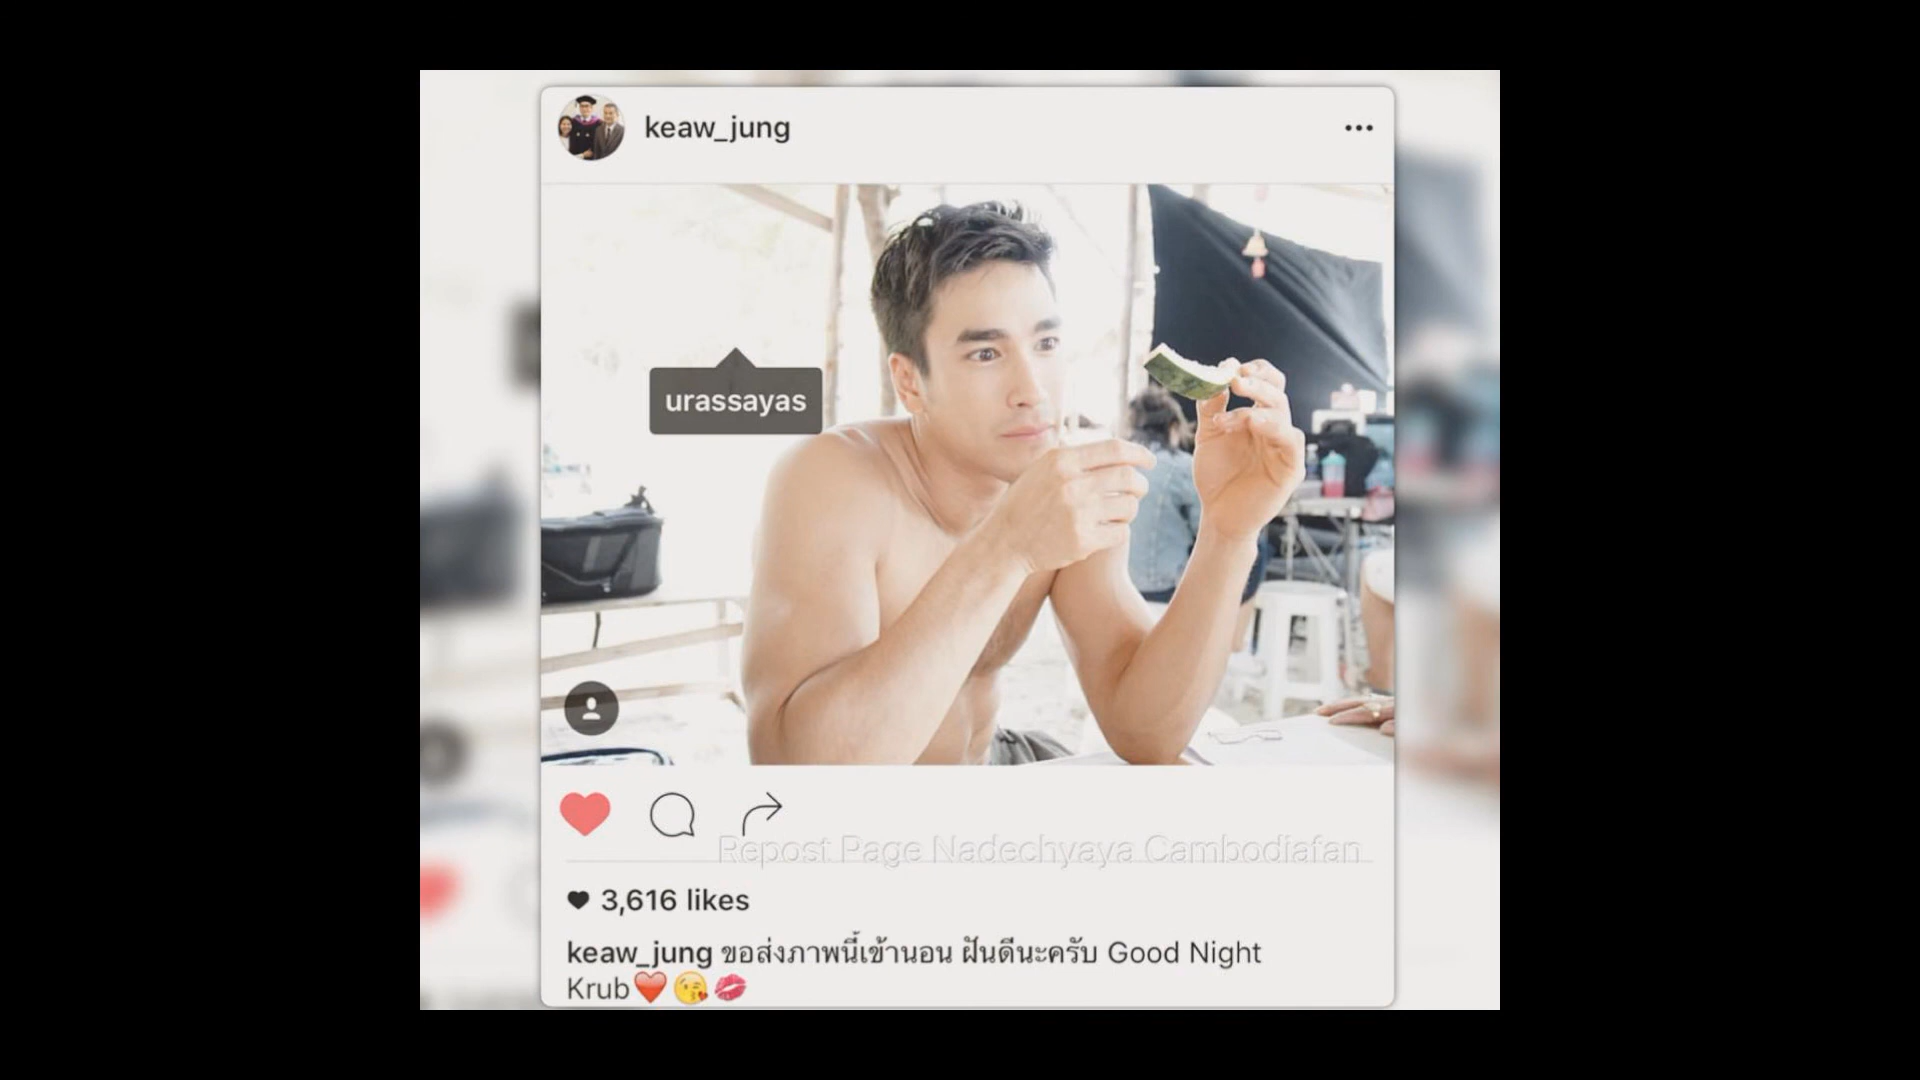 keaw_jung
urassayas
Repost Page Nadechyaya Cambodiafan
3,616 likes
keaw_jung ขอส่งภาพนี้เข้านอน ฝันดีนะครับ Good Night
Krub❤️😘💋